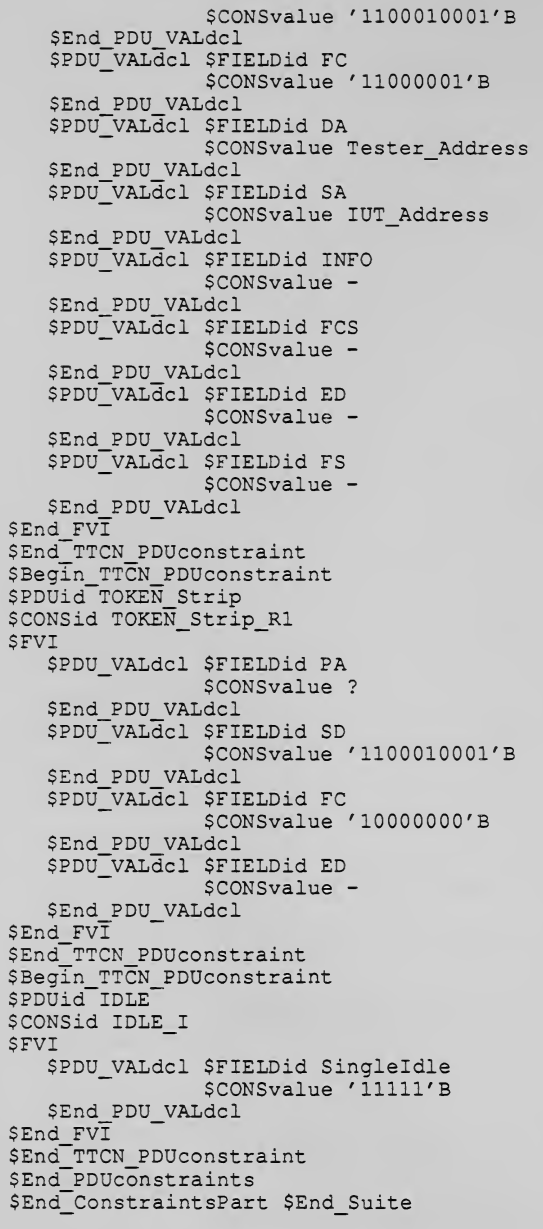 $CONSvalue '1100010001'B
$End_PDU_VALdcl
$PDU_VALdcl $FIELDid FC
$CONSvalue '11000001'B
$End_PDU_VALdcl
$PDU_VALdcl $FIELDid DA
$CONSvalue Tester_Address
$End_PDU_VALdcl
$PDU_VALdcl $FIELDid SA
$CONSvalue IUT_Address
$End_PDU_VALdcl
$PDU_VALdcl $FIELDid INFO
$CONSvalue -
$End_PDU_VALdcl
$PDU_VALdcl $FIELDid FCS
$CONSvalue -
$End_PDU_VALdcl
$PDU_VALdcl $FIELDid ED
$CONSvalue -
$End_PDU_VALdcl
$PDU_VALdcl $FIELDid FS
$CONSvalue -
$End_PDU_VALdcl
$End_FVI
$End_TTCN_PDUconstraint
$Begin_TTCN_PDUconstraint
$PDUid TOKEN_Strip
$CONSid TOKEN_Strip_R1
$FVI
$PDU_VALdcl $FIELDid PA
$CONSvalue ?
$End_PDU_VALdcl
$PDU_VALdcl $FIELDid SD
$CONSvalue '1100010001'B
$End_PDU_VALdcl
$PDU_VALdcl $FIELDid FC
$CONSvalue '10000000'B
$End_PDU_VALdcl
$PDU_VALdcl $FIELDid ED
$CONSvalue -
$End_PDU_VALdcl
$End_FVI
$End_TTCN_PDUconstraint
$Begin_TTCN_PDUconstraint
$PDUid IDLE
$CONSid IDLE_I
$FVI
$PDU_VALdcl $FIELDid SingleIdle
$CONSvalue '11111'B
$End_PDU_VALdcl
$End_FVI
$End_TTCN_PDUconstraint
$End_PDUconstraints
$End_ConstraintsPart $End_Suite